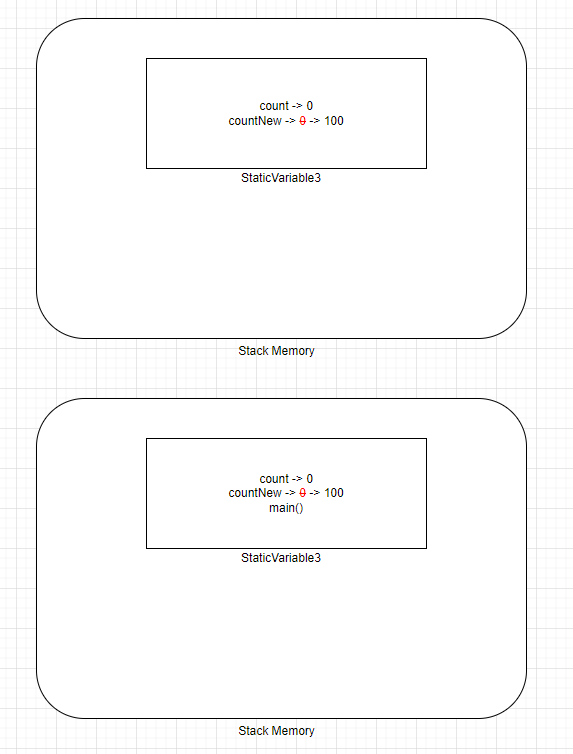 count -> 0
countNew -> 0 -> 100
StaticVariable3
Stack Memory
count -> 0
countNew -> 0 -> 100
main()
StaticVariable3
Stack Memory